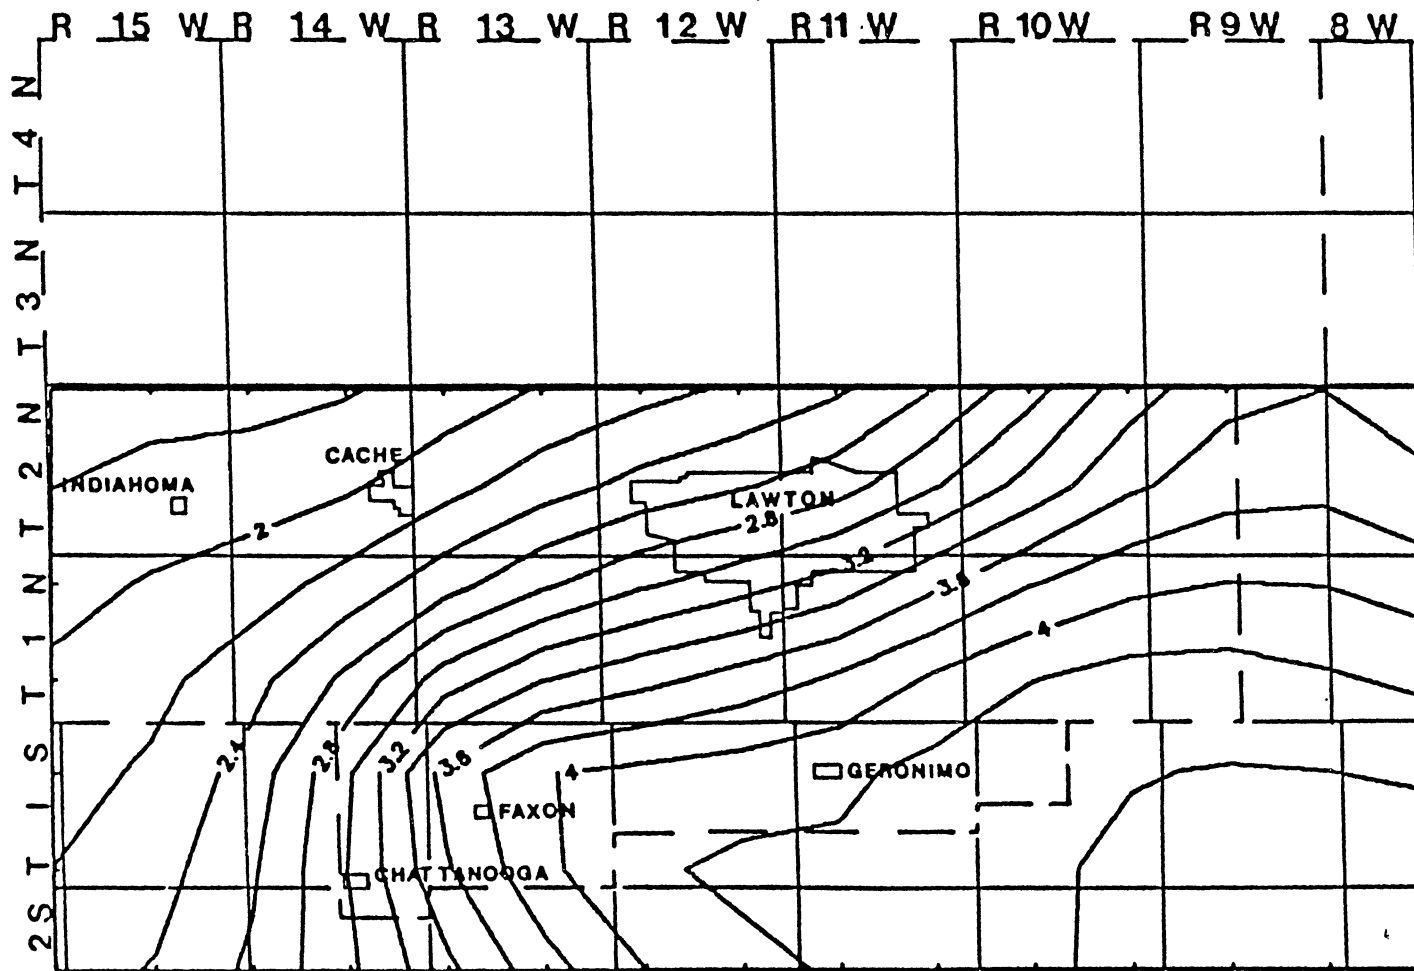 R 15 W R 14 W R 13 W R 12 W R 11 W R 10 W R 9 W 8 W
T 4 N
T 3 N
T 2 N
T 1 N
T 1 S
2 S
CACHE
INDIAHOMA
LAWTON
2
2.8
3.2
3.6
4
2.4
2.8
3.2
3.6
4
GERONIMO
FAXON
CHATTANOOGA